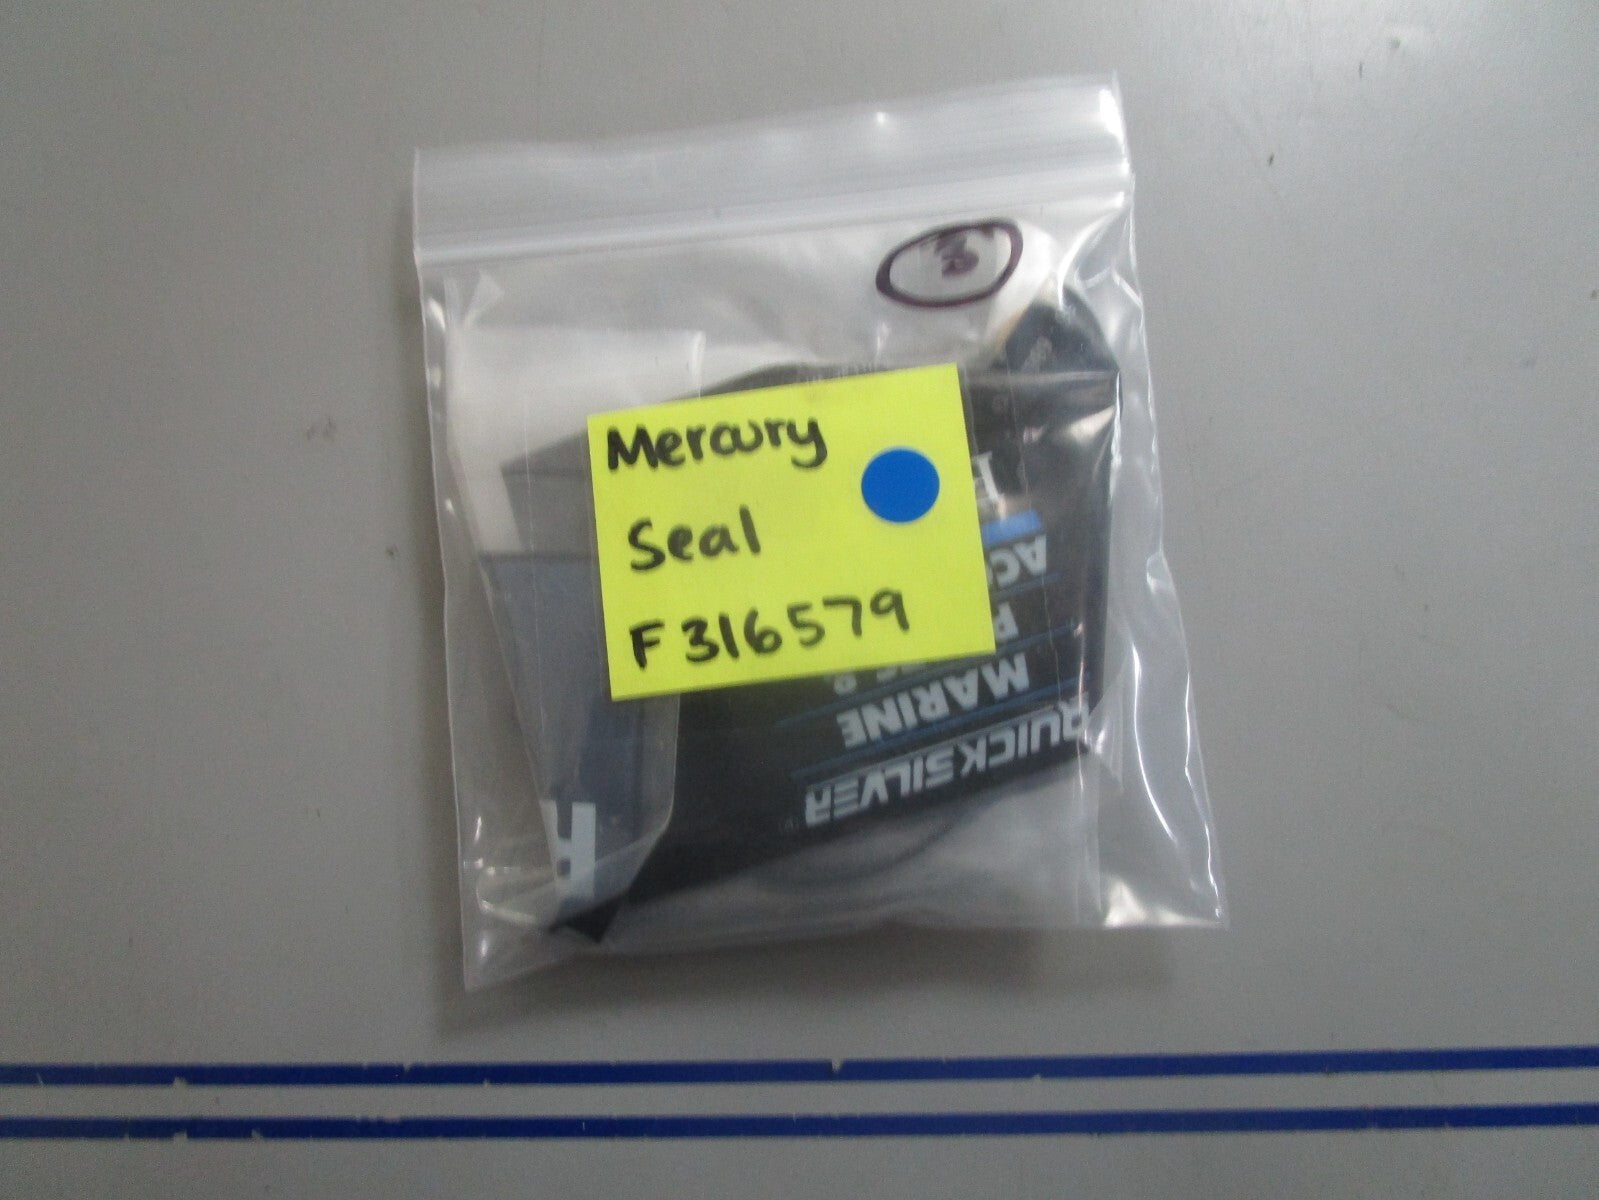 Mercury
Seal
F316579
MARINE
QUICKSILVER